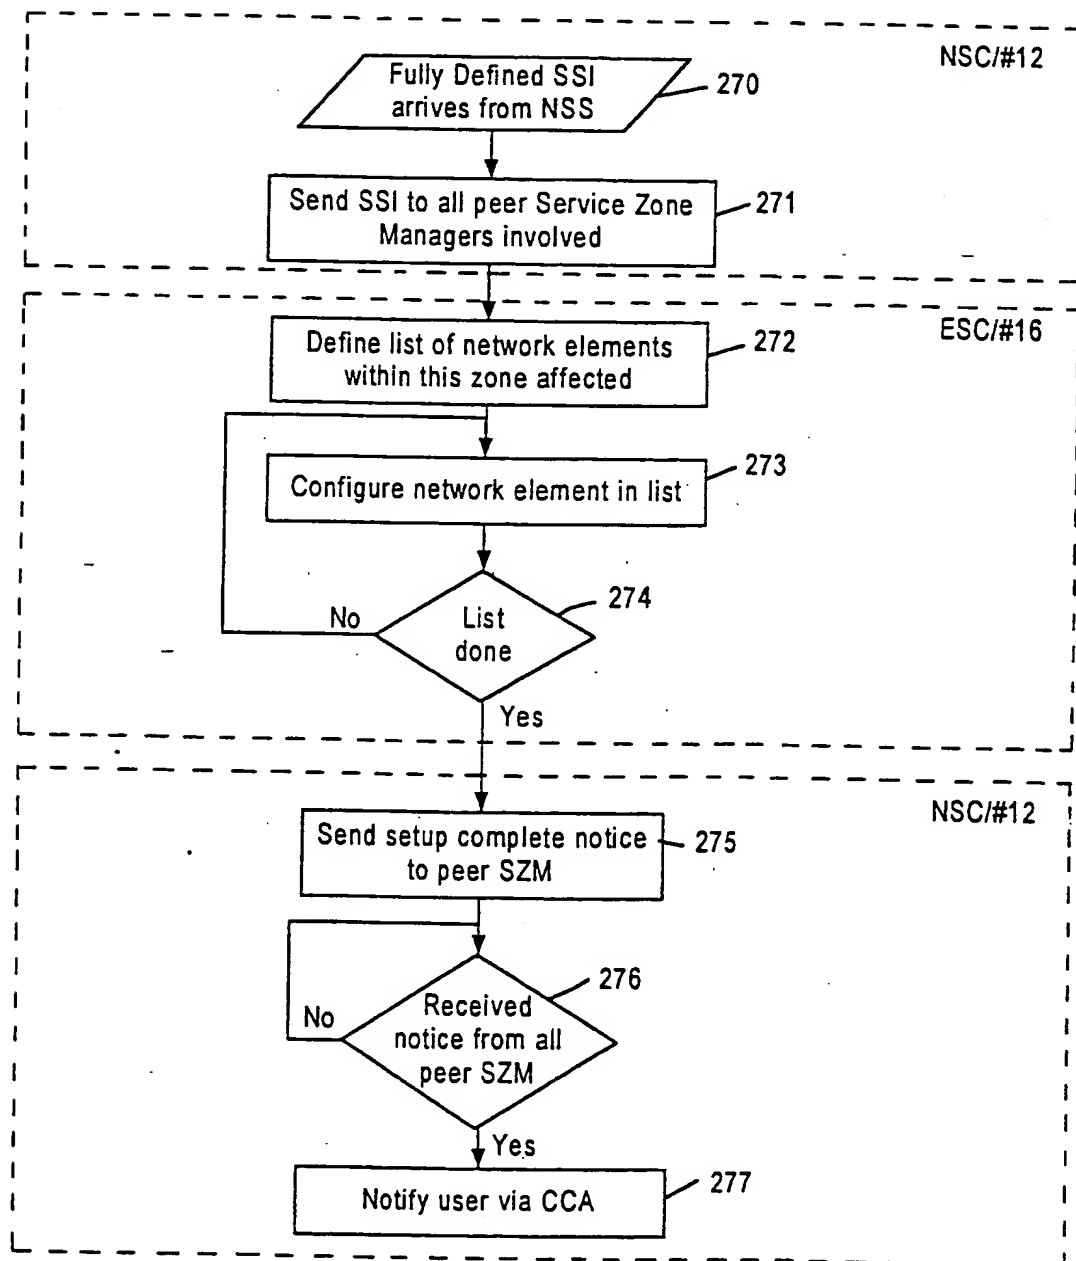 NSC/#12
Fully Defined SSI
arrives from NSS
270
Send SSI to all peer Service Zone
Managers involved
271
ESC/#16
Define list of network elements
within this zone affected
272
Configure network element in list
273
List
done
274
No
Yes
NSC/#12
Send setup complete notice
to peer SZM
275
Received
notice from all
peer SZM
276
No
Yes
Notify user via CCA
277